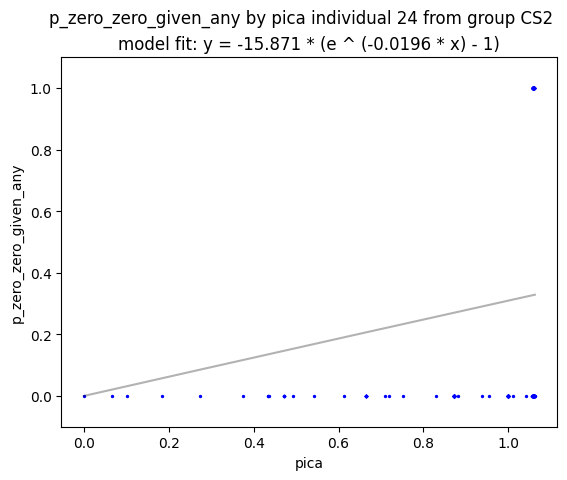 p_zero_zero_given_any by pica individual 24 from group CS2
model fit: y = -15.871 * (e ^ (-0.0196 * x) - 1)
1.0
0.8
0.6
0.4
0.2
0.0
p_zero_zero_given_any
0.0 0.2 0.4 0.6 0.8 1.0
pica